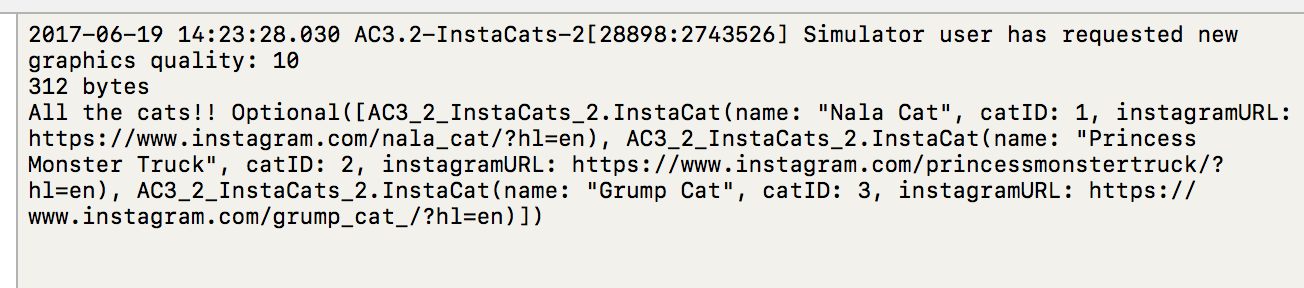 2017-06-19 14:23:28.030 AC3.2-InstaCats-2[28898:2743526] Simulator user has requested new
graphics quality: 10
312 bytes
All the cats!! Optional([AC3_2_InstaCats_2.InstaCat(name: "Nala Cat", catID: 1, instagramURL:
https://www.instagram.com/nala_cat/?hl=en), AC3_2_InstaCats_2.InstaCat(name: "Princess
Monster Truck", catID: 2, instagramURL: https://www.instagram.com/princessmonstertruck/?
hl=en), AC3_2_InstaCats_2.InstaCat(name: "Grump Cat", catID: 3, instagramURL: https://
www.instagram.com/grump_cat_/?hl=en)])